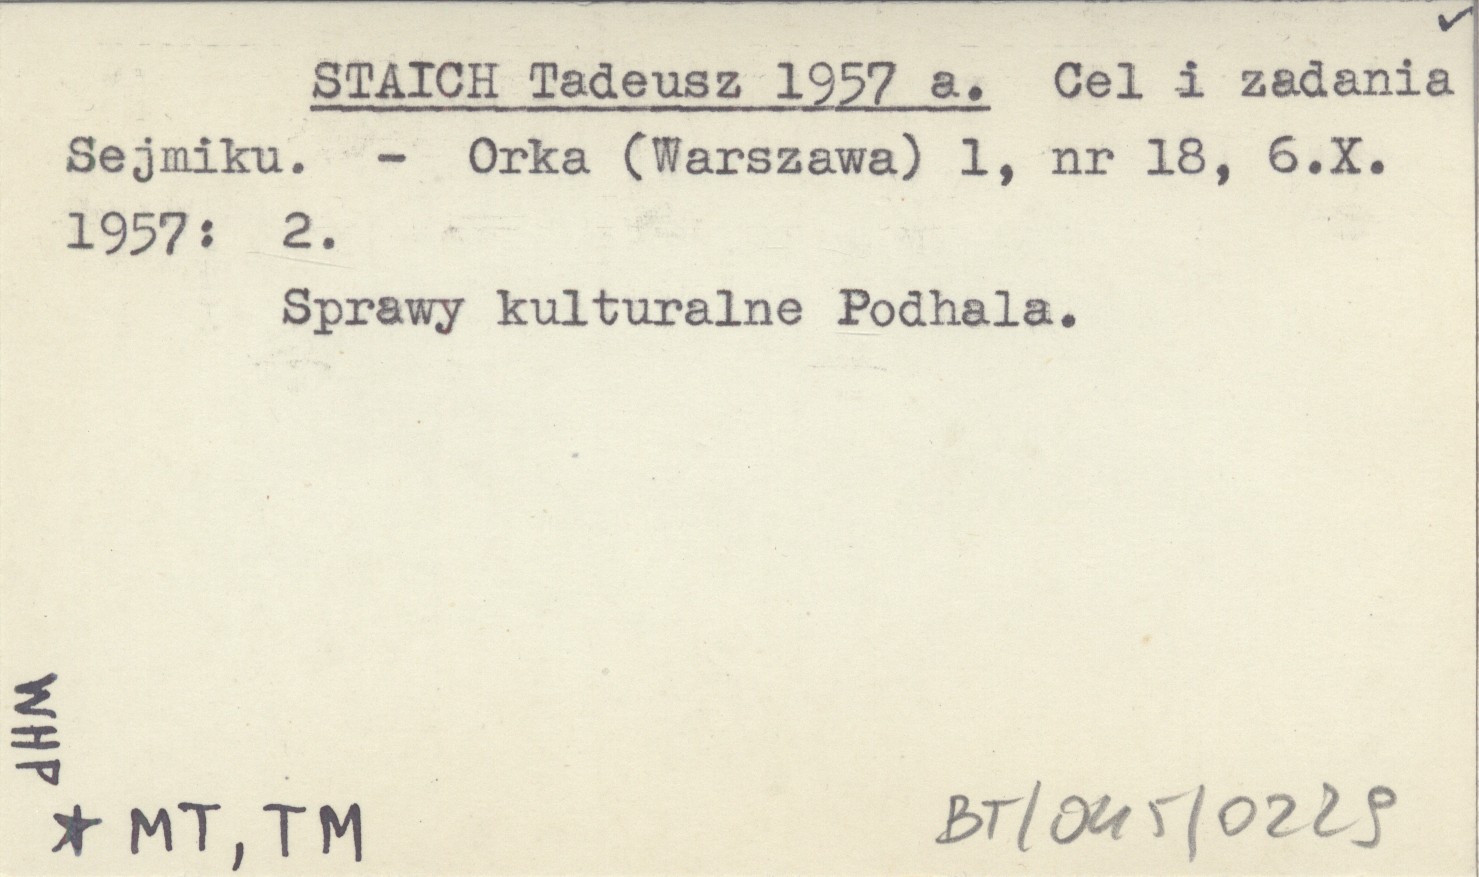 STAICH Tadeusz 1957 a. Cel i zadania
Sejmiku. - Orka (Warszawa) 1, nr 18, 6.X.
1957: 2.
Sprawy kulturalne Podhala.
WHP
★ MT, TM
BT/045/0229